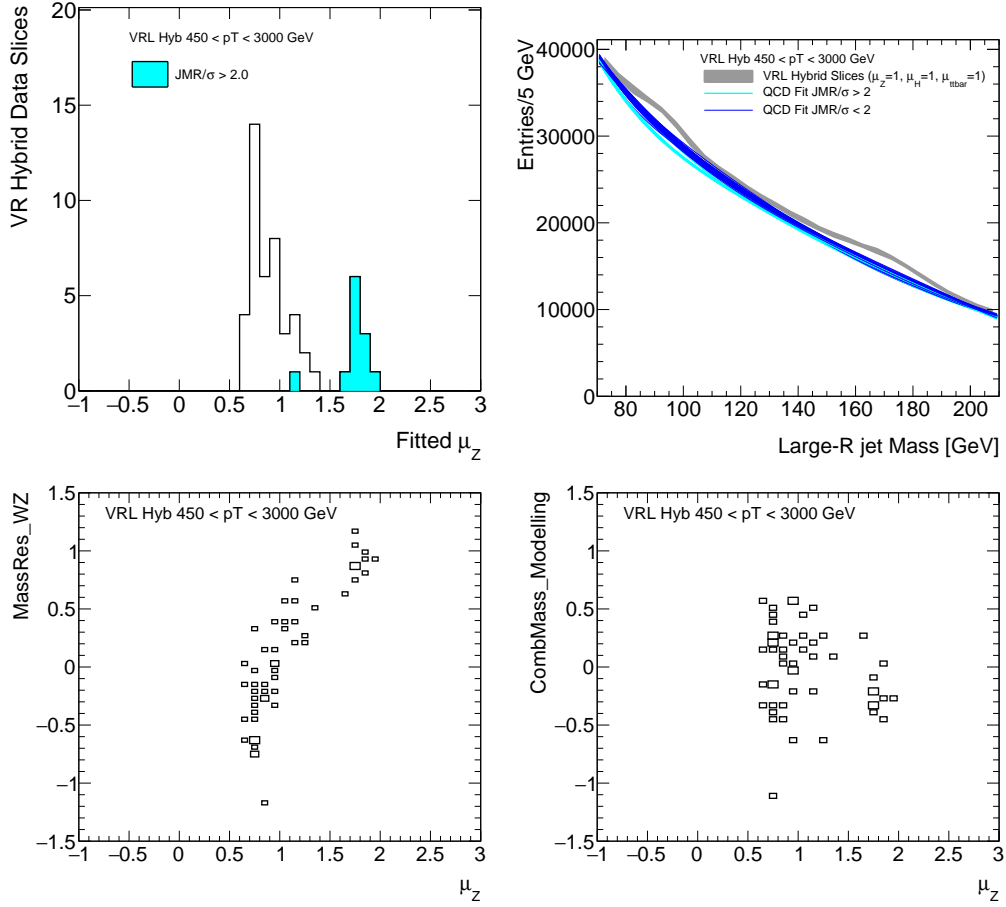 VR Hybrid Data Slices
20
15
10
5
0
VRL Hyb 450 < pT < 3000 GeV
JMR/σ > 2.0
−1 −0.5 0 0.5 1 1.5 2 2.5 3
Fitted μ_Z
Entries/5 GeV
40000
30000
20000
10000
0
VRL Hyb 450 < pT < 3000 GeV
VRL Hybrid Slices (μ_Z=1, μ_H=1, μ_ttbar=1)
QCD Fit JMR/σ > 2
QCD Fit JMR/σ < 2
80 100 120 140 160 180 200
Large-R jet Mass [GeV]
MassRes_WZ
1.5
1
0.5
0
−0.5
−1
−1.5
VRL Hyb 450 < pT < 3000 GeV
−1 −0.5 0 0.5 1 1.5 2 2.5 3
μ_Z
CombMass_Modelling
1.5
1
0.5
0
−0.5
−1
−1.5
VRL Hyb 450 < pT < 3000 GeV
−1 −0.5 0 0.5 1 1.5 2 2.5 3
μ_Z